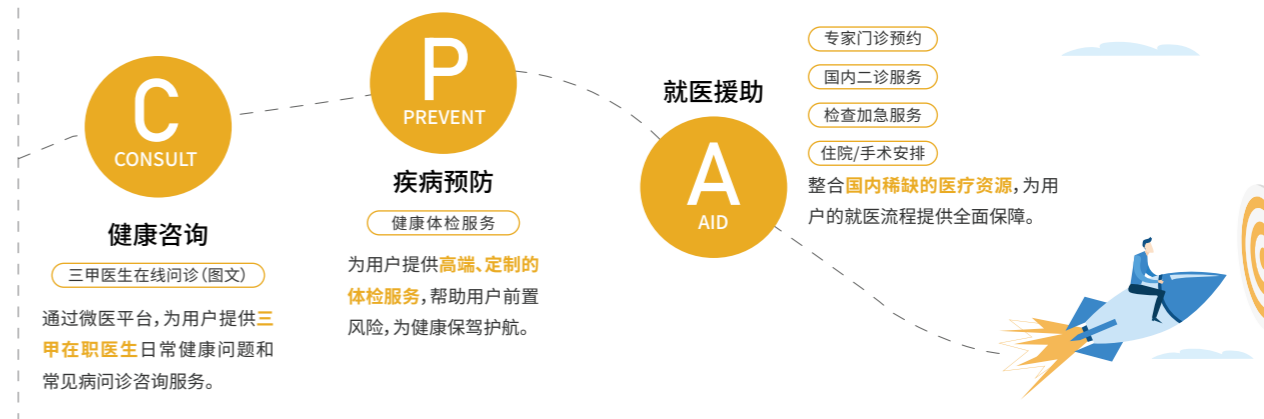 C
CONSULT
健康咨询
三甲医生在线问诊（图文）
通过微医平台，为用户提供三
甲在职医生日常健康问题和
常见病问诊咨询服务。
P
PREVENT
疾病预防
健康体检服务
为用户提供高端、定制的
体检服务，帮助用户前置
风险，为健康保驾护航。
就医援助
A
AID
专家门诊预约
国内二诊服务
检查加急服务
住院/手术安排
整合国内稀缺的医疗资源，为用
户的就医流程提供全面保障。